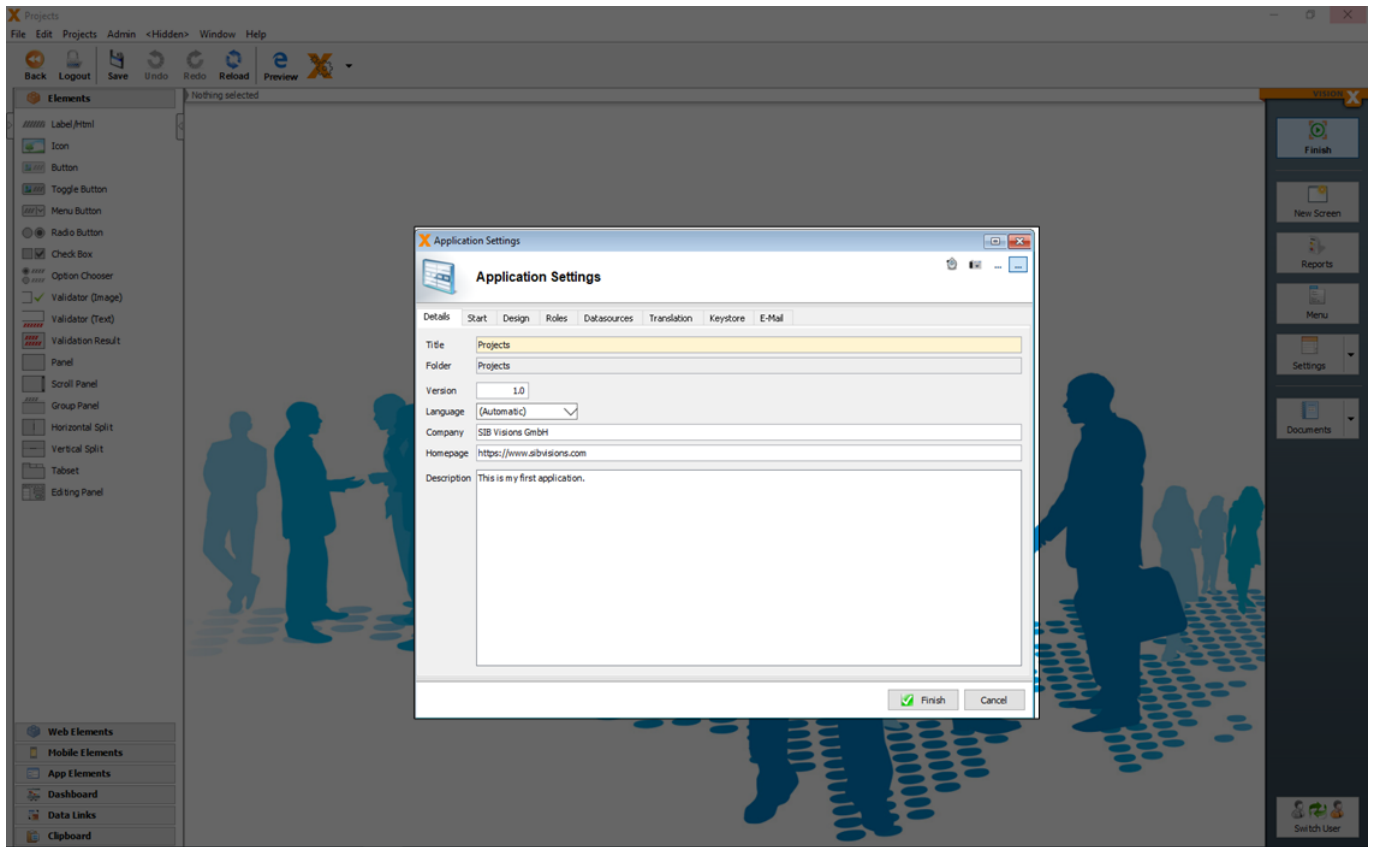 Projects
File Edit Projects Admin <Hidden> Window Help
Back Logout Save Undo Redo Reload Preview
Elements
Nothing selected
VISION X
Label/Html
Icon
Button
Toggle Button
Menu Button
Radio Button
Check Box
Option Chooser
Validator (Image)
Validator (Text)
Validation Result
Panel
Scroll Panel
Group Panel
Horizontal Split
Vertical Split
Tabset
Editing Panel
Web Elements
Mobile Elements
App Elements
Dashboard
Data Links
Clipboard
Application Settings
Application Settings
... ...
Details Start Design Roles Datasources Translation Keystore E-Mail
Title Projects
Folder Projects
Version 1.0
Language (Automatic)
Company SIB Visions GmbH
Homepage https://www.sibvisions.com
Description This is my first application.
Finish Cancel
Finish
New Screen
Reports
Menu
Settings
Documents
Switch User